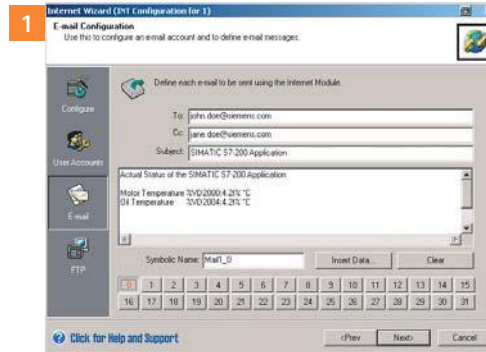 1
Internet Wizard (INT Configuration for 1)
E-mail Configuration
Use this to configure an e-mail account and to define e-mail messages.
Define each e-mail to be sent using the Internet Module.
Configure
To: john.doe@siemens.com
Cc: jane.doe@siemens.com
User Accounts
Subject: SIMATIC S7-200 Application
Actual Status of the SIMATIC S7-200 Application
Motor Temperature %VD2000:4.2f% °C
Oil Temperature %VD2004:4.2f% °C
E-mail
Symbolic Name: Mail1_0 Insert Data... Clear
FTP
0 1 2 3 4 5 6 7 8 9 10 11 12 13 14 15
16 17 18 19 20 21 22 23 24 25 26 27 28 29 30 31
Click for Help and Support <Prev Next> Cancel